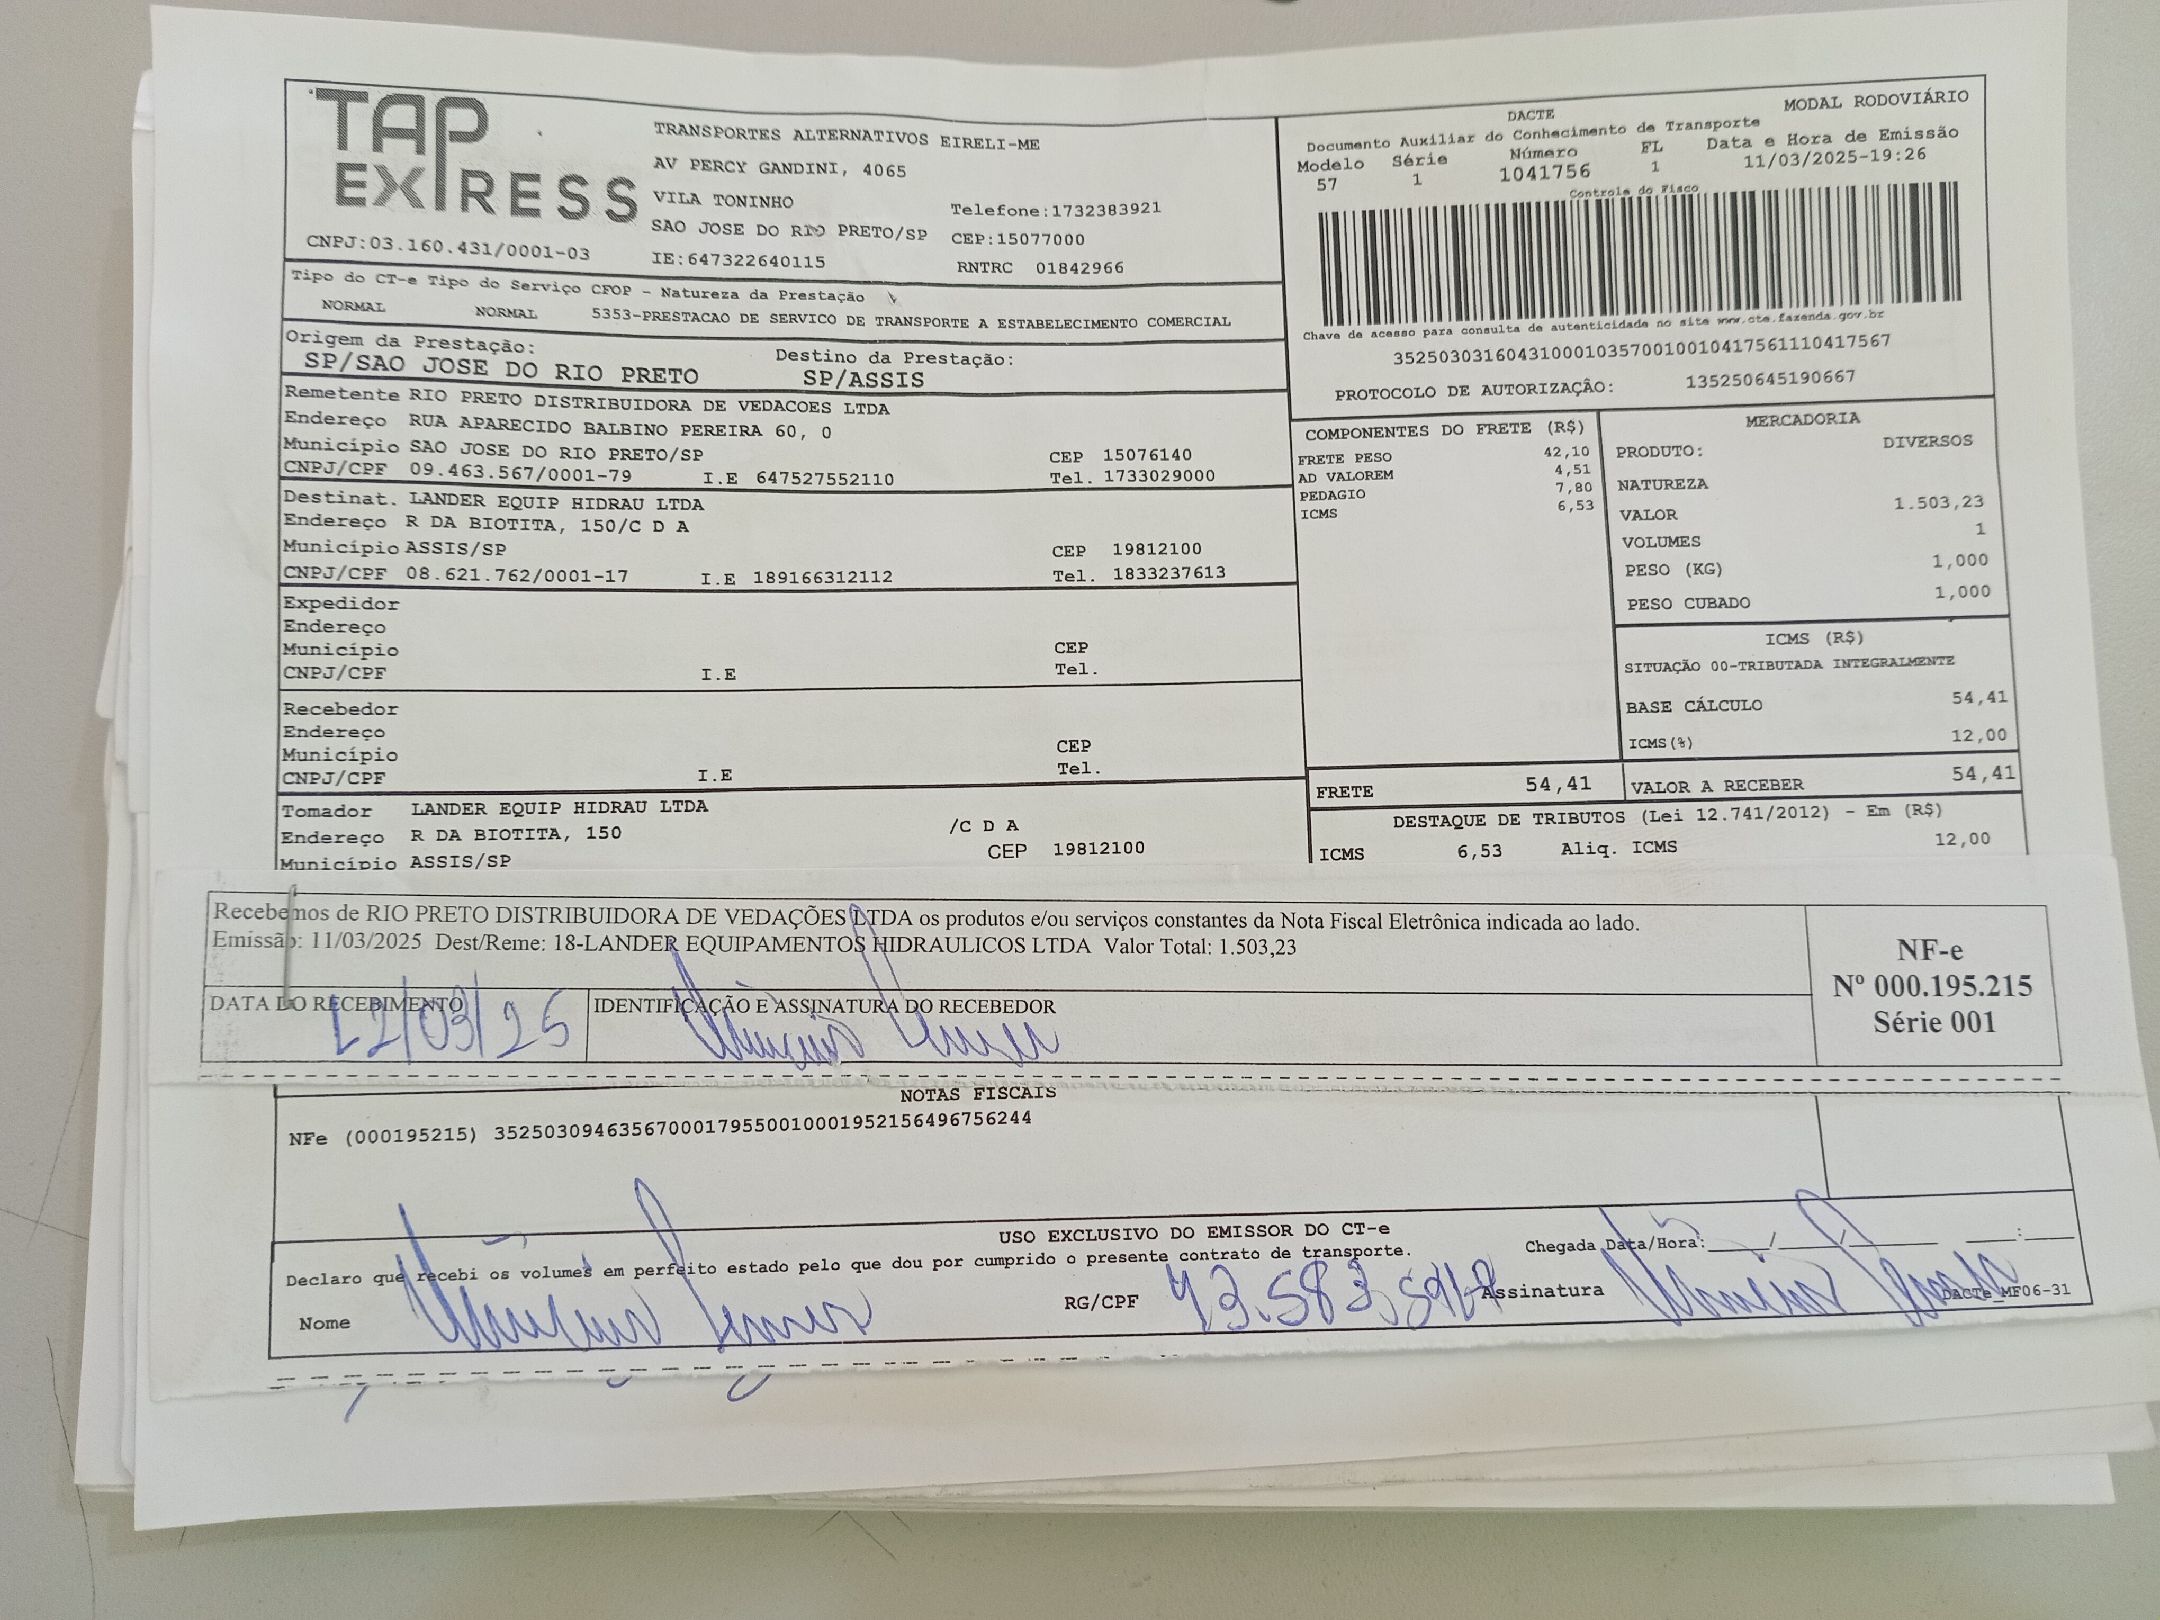 TAP EXPRESS
CNPJ:03.160.431/0001-03
TRANSPORTES ALTERNATIVOS EIRELI-ME
AV PERCY GANDINI, 4065
VILA TONINHO
Telefone:1732383921
SAO JOSE DO RIO PRETO/SP CEP:15077000
IE:647322640115 RNTRC 01842966
DACTE MODAL RODOVIÁRIO
Documento Auxiliar do Conhecimento de Transporte
Modelo Série Número FL Data e Hora de Emissão
57 1 1041756 1 11/03/2025-19:26
Controle do Fisco
Chave de acesso para consulta de autenticidade no site www.cte.fazenda.gov.br
35250303160431000103570010010417561110417567
PROTOCOLO DE AUTORIZAÇÃO: 135250645190667
Tipo do CT-e Tipo do Serviço CFOP - Natureza da Prestação
NORMAL NORMAL 5353-PRESTACAO DE SERVICO DE TRANSPORTE A ESTABELECIMENTO COMERCIAL
Origem da Prestação: Destino da Prestação:
SP/SAO JOSE DO RIO PRETO SP/ASSIS
Remetente RIO PRETO DISTRIBUIDORA DE VEDACOES LTDA
Endereço RUA APARECIDO BALBINO PEREIRA 60, 0
Município SAO JOSE DO RIO PRETO/SP CEP 15076140
CNPJ/CPF 09.463.567/0001-79 I.E 647527552110 Tel. 1733029000
Destinat. LANDER EQUIP HIDRAU LTDA
Endereço R DA BIOTITA, 150/C D A
Município ASSIS/SP CEP 19812100
CNPJ/CPF 08.621.762/0001-17 I.E 189166312112 Tel. 1833237613
Expedidor
Endereço
Município CEP
CNPJ/CPF I.E Tel.
Recebedor
Endereço
Município CEP
CNPJ/CPF I.E Tel.
Tomador LANDER EQUIP HIDRAU LTDA
Endereço R DA BIOTITA, 150 /C D A
Município ASSIS/SP CEP 19812100
COMPONENTES DO FRETE (R$)
FRETE PESO 42,10
AD VALOREM 4,51
PEDAGIO 7,80
ICMS 6,53
MERCADORIA
PRODUTO: DIVERSOS
NATUREZA
VALOR 1.503,23
VOLUMES 1
PESO (KG) 1,000
PESO CUBADO 1,000
ICMS (R$)
SITUAÇÃO 00-TRIBUTADA INTEGRALMENTE
BASE CÁLCULO 54,41
ICMS(%) 12,00
FRETE 54,41 VALOR A RECEBER 54,41
DESTAQUE DE TRIBUTOS (Lei 12.741/2012) - Em (R$)
ICMS 6,53 Aliq. ICMS 12,00
Recebemos de RIO PRETO DISTRIBUIDORA DE VEDAÇÕES LTDA os produtos e/ou serviços constantes da Nota Fiscal Eletrônica indicada ao lado.
Emissão: 11/03/2025 Dest/Reme: 18-LANDER EQUIPAMENTOS HIDRAULICOS LTDA Valor Total: 1.503,23
DATA DO RECEBIMENTO IDENTIFICAÇÃO E ASSINATURA DO RECEBEDOR
12/03/25
NF-e
Nº 000.195.215
Série 001
NOTAS FISCAIS
NFe (000195215) 35250309463567000179550010001952156496756244
USO EXCLUSIVO DO EMISSOR DO CT-e
Declaro que recebi os volumes em perfeito estado pelo que dou por cumprido o presente contrato de transporte. Chegada Data/Hora:____/____/______ ___:___
Nome RG/CPF Assinatura
DACTe_MF06-31